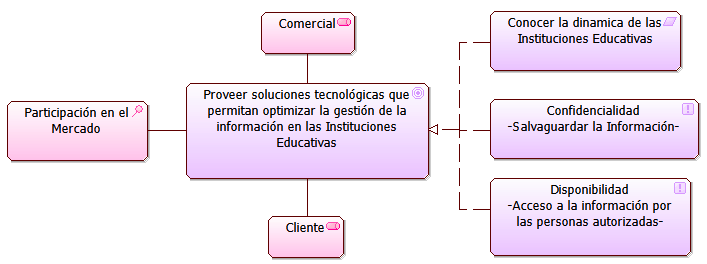 Comercial
Conocer la dinamica de las
Instituciones Educativas
Proveer soluciones tecnológicas que
permitan optimizar la gestión de la
información en las Instituciones
Educativas
Participación en el
Mercado
Confidencialidad
-Salvaguardar la Información-
Disponibilidad
-Acceso a la información por
las personas autorizadas-
Cliente